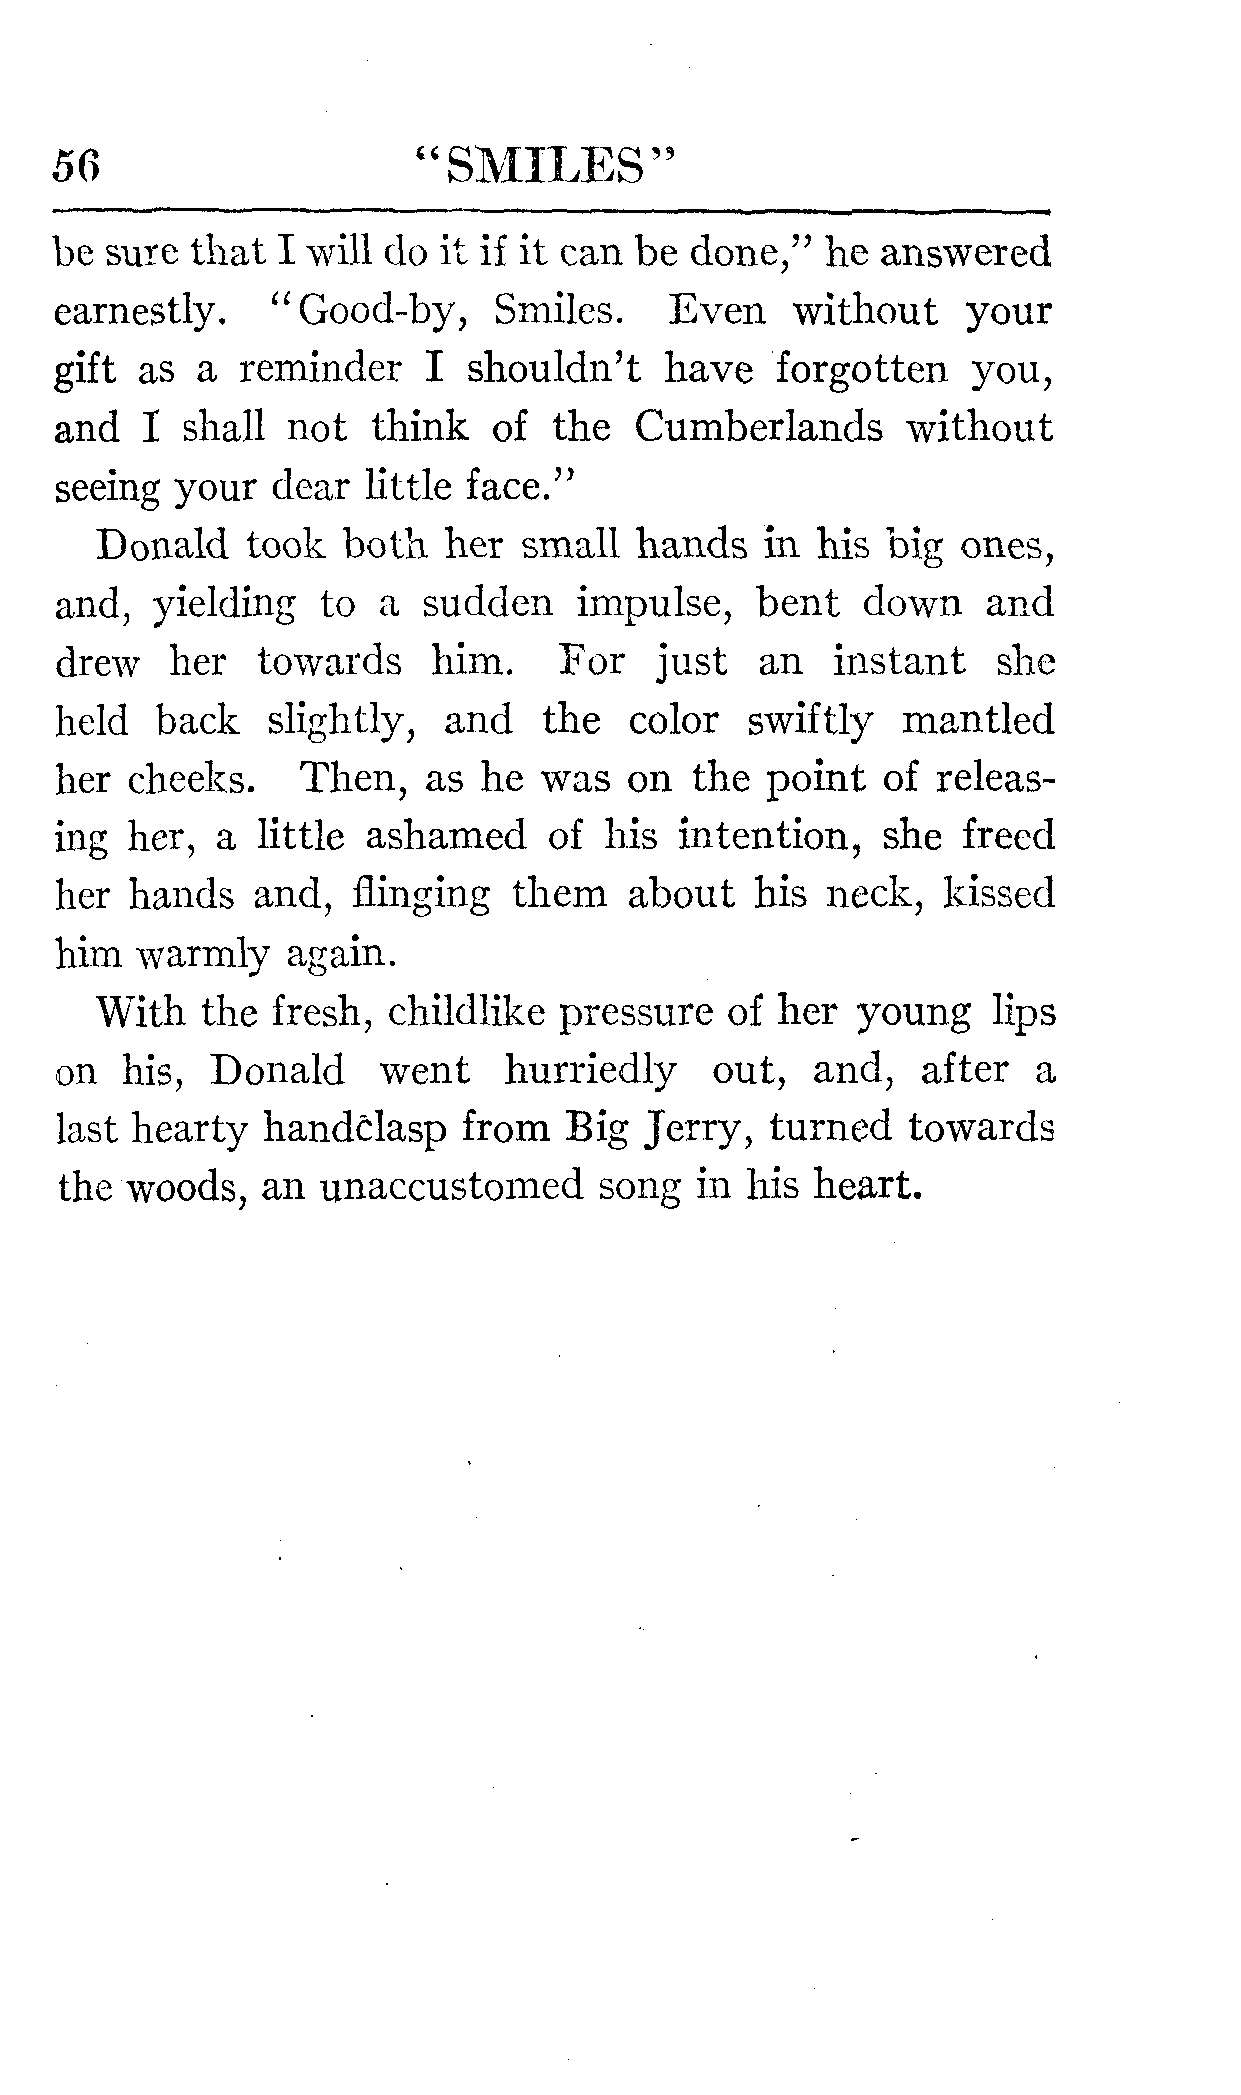 56 "SMILES"
be sure that I will do it if it can be done," he answered
earnestly. "Good-by, Smiles. Even without your
gift as a reminder I shouldn't have forgotten you,
and I shall not think of the Cumberlands without
seeing your dear little face."
Donald took both her small hands in his big ones,
and, yielding to a sudden impulse, bent down and
drew her towards him. For just an instant she
held back slightly, and the color swiftly mantled
her cheeks. Then, as he was on the point of releas-
ing her, a little ashamed of his intention, she freed
her hands and, flinging them about his neck, kissed
him warmly again.
With the fresh, childlike pressure of her young lips
on his, Donald went hurriedly out, and, after a
last hearty handclasp from Big Jerry, turned towards
the woods, an unaccustomed song in his heart.